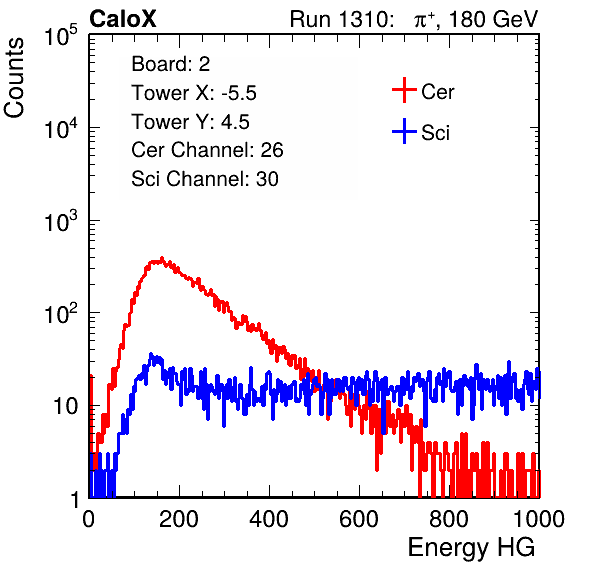 CaloX Run 1310: π⁺, 180 GeV
Counts
10⁵
10⁴
10³
10²
10
1
Board: 2
Tower X: -5.5
Tower Y: 4.5
Cer Channel: 26
Sci Channel: 30
Cer
Sci
0 200 400 600 800 1000
Energy HG